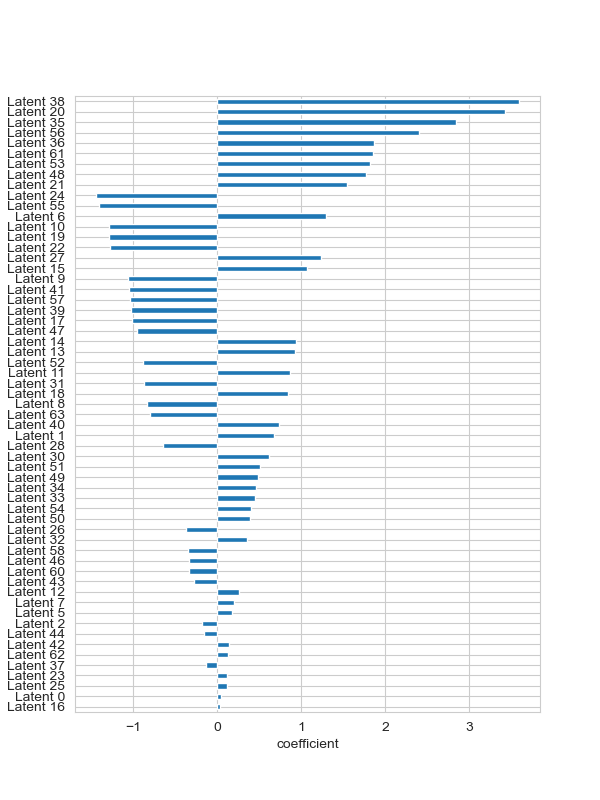 Latent 38
Latent 20
Latent 35
Latent 56
Latent 36
Latent 61
Latent 53
Latent 48
Latent 21
Latent 24
Latent 55
Latent 6
Latent 10
Latent 19
Latent 22
Latent 27
Latent 15
Latent 9
Latent 41
Latent 57
Latent 39
Latent 17
Latent 47
Latent 14
Latent 13
Latent 52
Latent 11
Latent 31
Latent 18
Latent 8
Latent 63
Latent 40
Latent 1
Latent 28
Latent 30
Latent 51
Latent 49
Latent 34
Latent 33
Latent 54
Latent 50
Latent 26
Latent 32
Latent 58
Latent 46
Latent 60
Latent 43
Latent 12
Latent 7
Latent 5
Latent 2
Latent 44
Latent 42
Latent 62
Latent 37
Latent 23
Latent 25
Latent 0
Latent 16
−1 0 1 2 3
coefficient